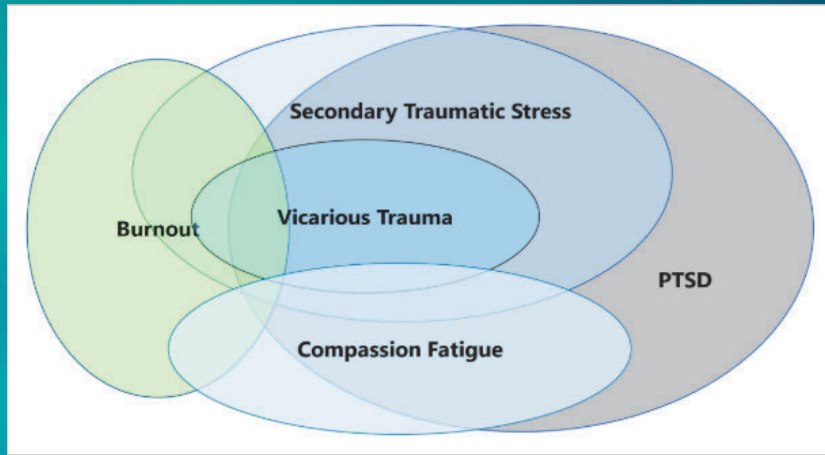 Secondary Traumatic Stress
Vicarious Trauma
Burnout
PTSD
Compassion Fatigue